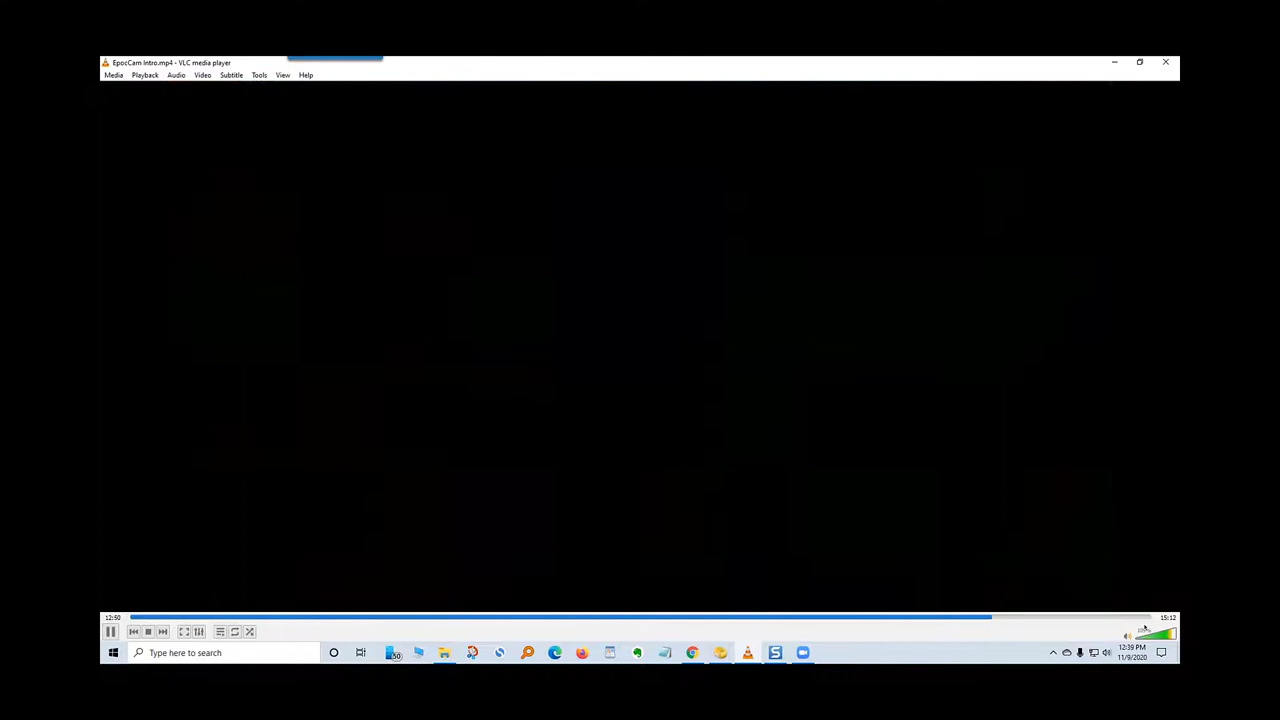 EpocCam Intro.mp4 - VLC media player
Media Playback Audio Video Subtitle Tools View Help
12:50
15:12
Type here to search
50
S
12:39 PM
11/9/2020